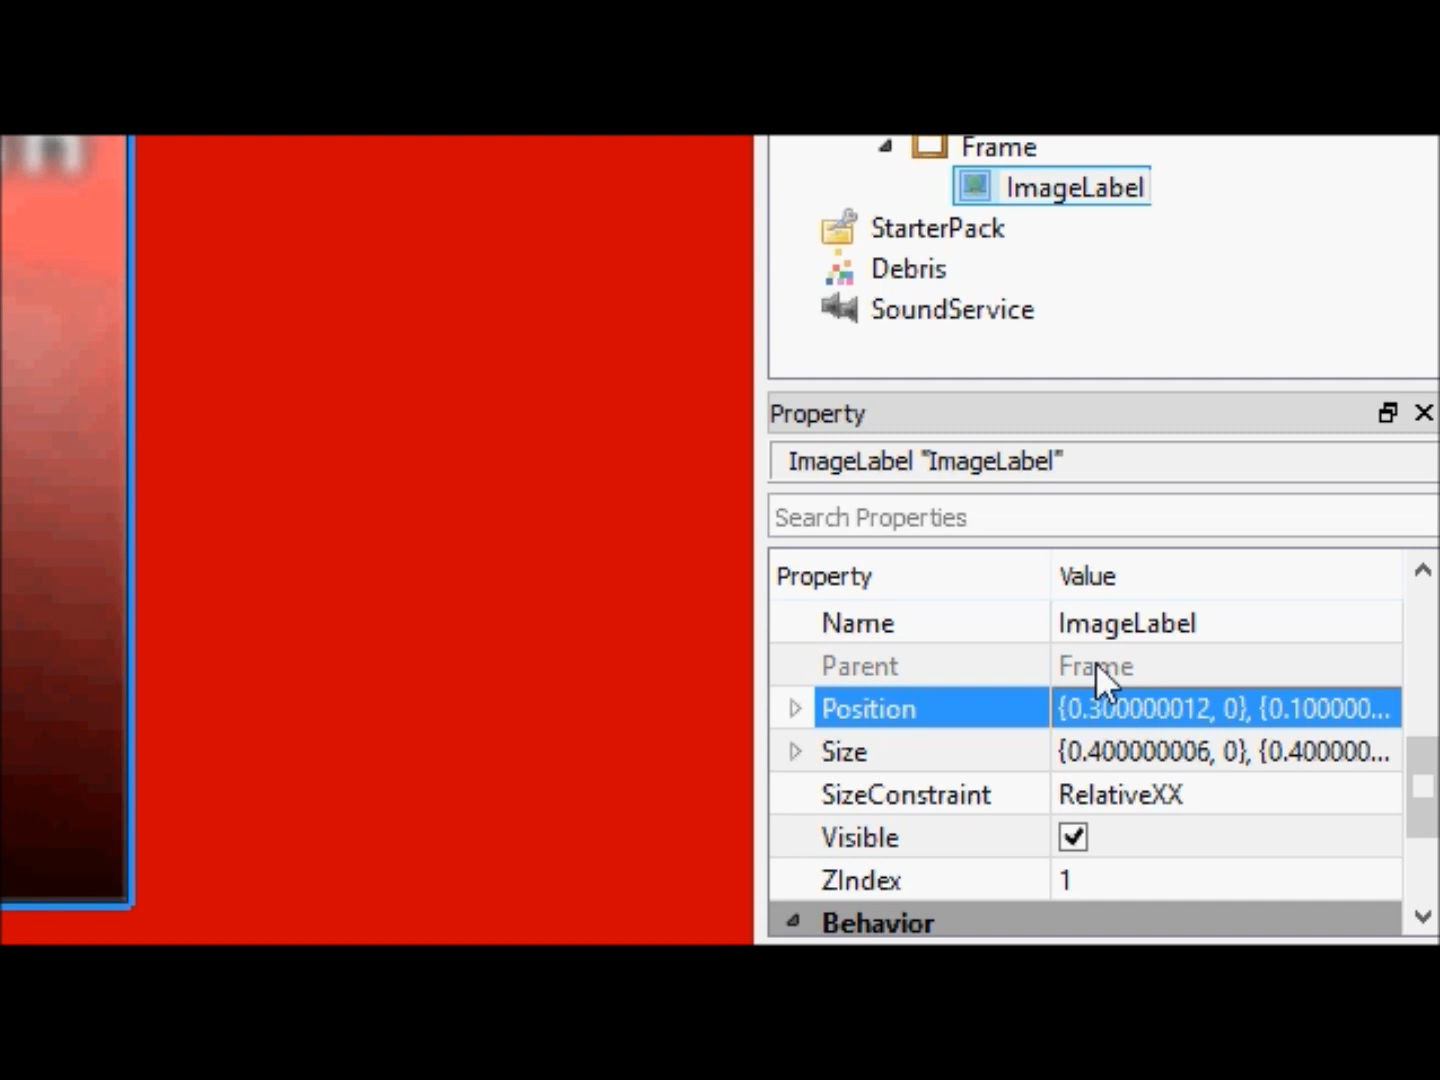 Frame
ImageLabel
StarterPack
Debris
SoundService
Property
ImageLabel "ImageLabel"
Search Properties
Property Value
Name ImageLabel
Parent Frame
Position {0.300000012, 0}, {0.100000...
Size {0.400000006, 0}, {0.400000...
SizeConstraint RelativeXX
Visible
ZIndex 1
Behavior